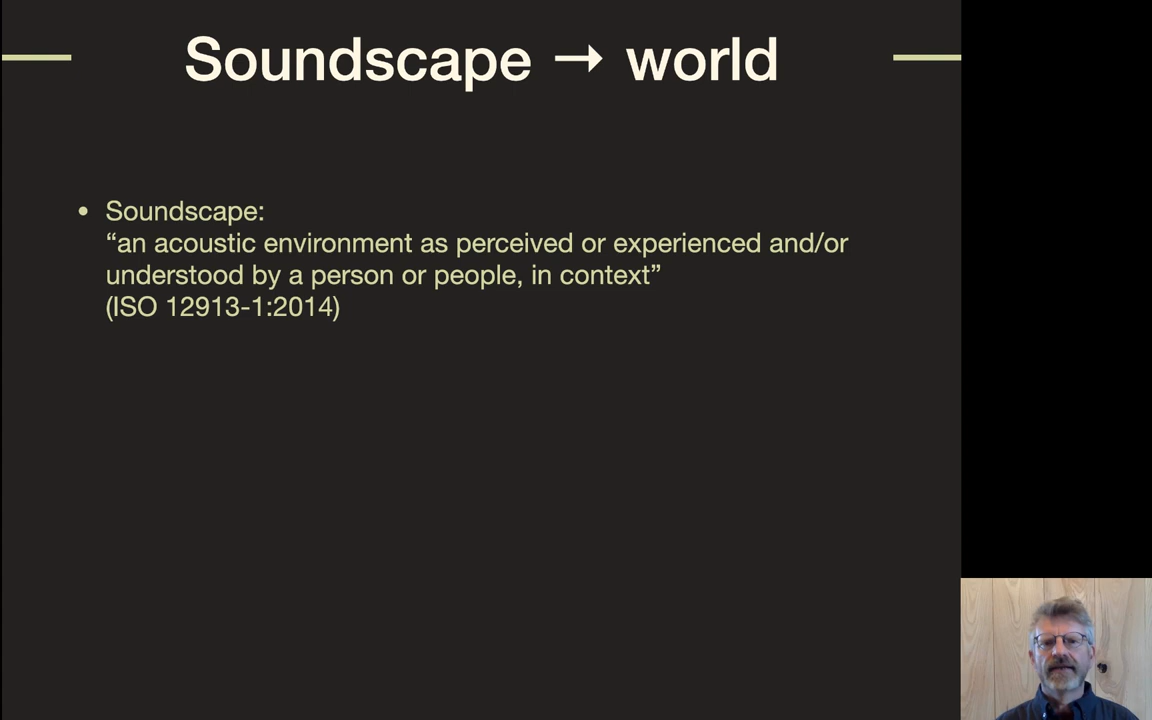 Soundscape → world
• Soundscape:
“an acoustic environment as perceived or experienced and/or
understood by a person or people, in context”
(ISO 12913-1:2014)